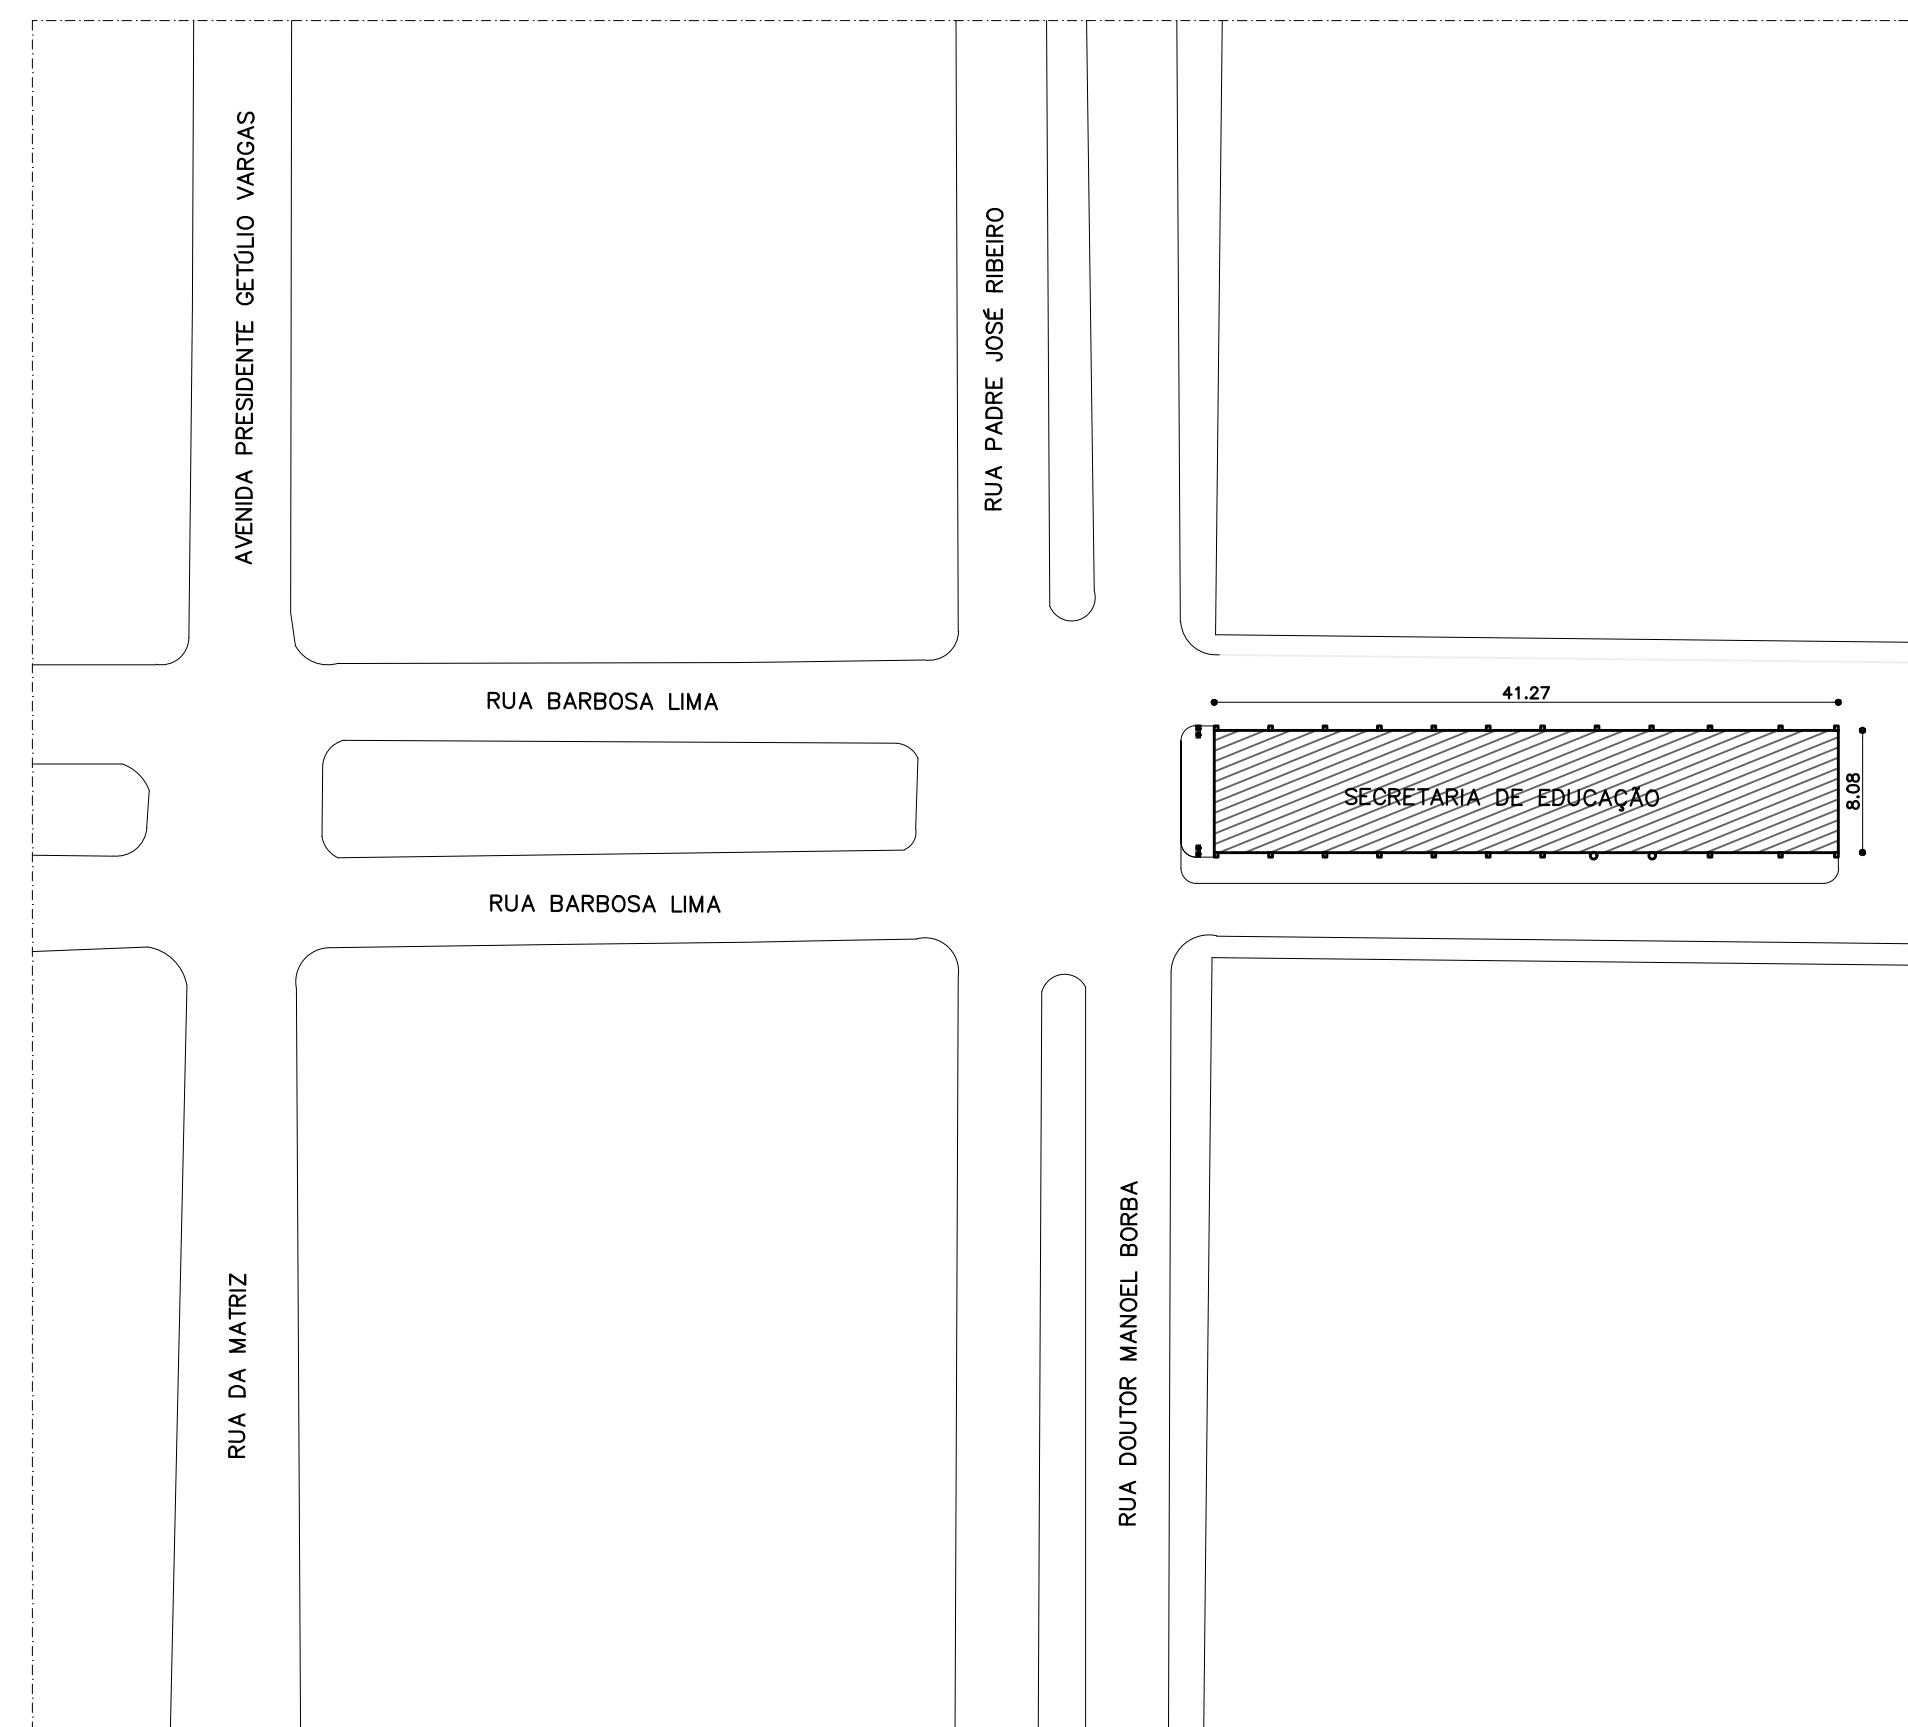 AVENIDA PRESIDENTE GETÚLIO VARGAS
RUA PADRE JOSÉ RIBEIRO
RUA BARBOSA LIMA
41.27
SECRETARIA DE EDUCAÇÃO
8.08
RUA BARBOSA LIMA
RUA DA MATRIZ
RUA DOUTOR MANOEL BORBA